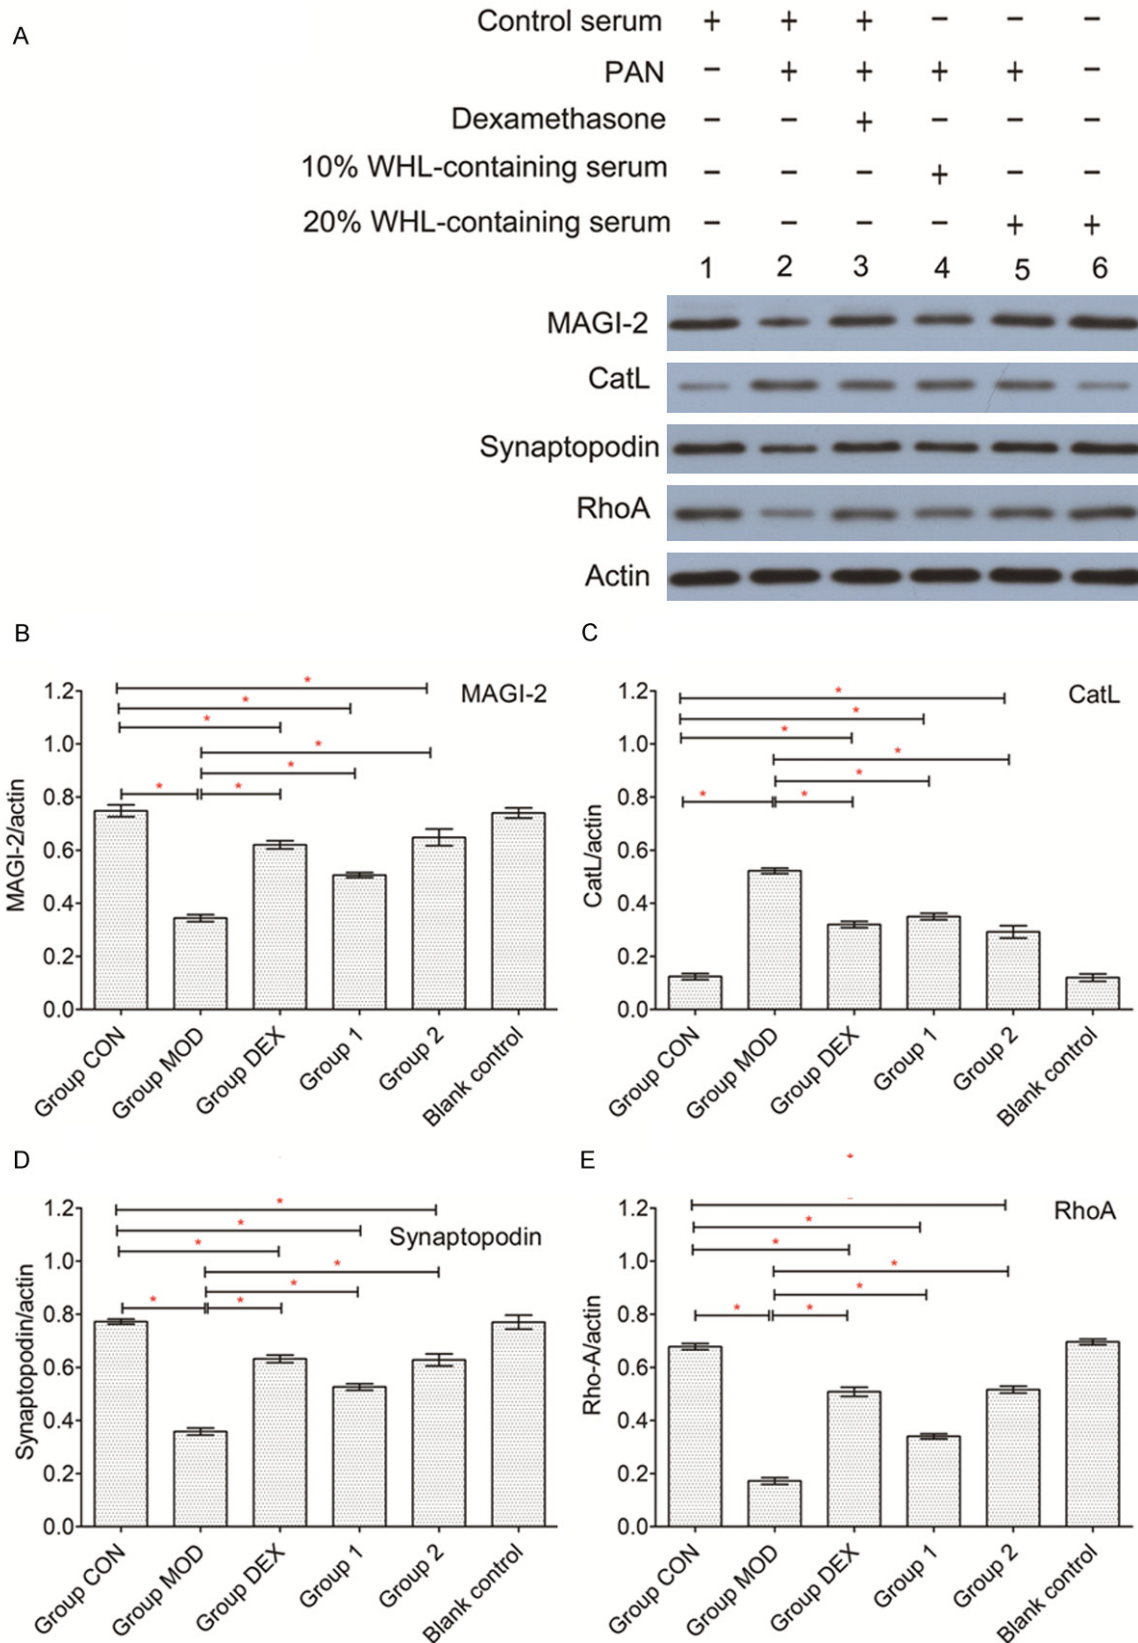 A
Control serum + + + − − −
PAN − + + + + −
Dexamethasone − − + − − −
10% WHL-containing serum − − − + − −
20% WHL-containing serum − − − − + +
1 2 3 4 5 6
MAGI-2
CatL
Synaptopodin
RhoA
Actin
B
MAGI-2
MAGI-2/actin
1.2
1.0
0.8
0.6
0.4
0.2
0.0
* * * * * * *
Group CON
Group MOD
Group DEX
Group 1
Group 2
Blank control
C
CatL
CatL/actin
1.2
1.0
0.8
0.6
0.4
0.2
0.0
* * * * * * *
Group CON
Group MOD
Group DEX
Group 1
Group 2
Blank control
D
Synaptopodin
Synaptopodin/actin
1.2
1.0
0.8
0.6
0.4
0.2
0.0
* * * * * * *
Group CON
Group MOD
Group DEX
Group 1
Group 2
Blank control
E
RhoA
Rho-A/actin
1.2
1.0
0.8
0.6
0.4
0.2
0.0
* * * * * * *
Group CON
Group MOD
Group DEX
Group 1
Group 2
Blank control